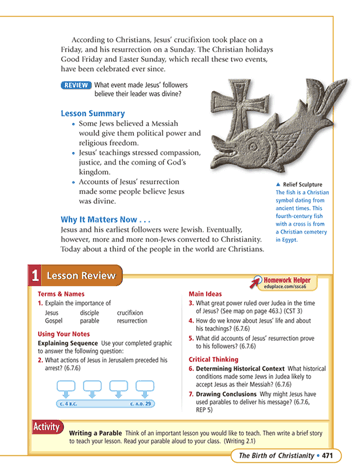 According to Christians, Jesus' crucifixion took place on a
Friday, and his resurrection on a Sunday. The Christian holidays
Good Friday and Easter Sunday, which recall these two events,
have been celebrated ever since.
REVIEW What event made Jesus' followers
believe their leader was divine?
Lesson Summary
• Some Jews believed a Messiah
would give them political power and
religious freedom.
• Jesus' teachings stressed compassion,
justice, and the coming of God's
kingdom.
• Accounts of Jesus' resurrection
made some people believe Jesus
was divine.
Why It Matters Now . . .
Jesus and his earliest followers were Jewish. Eventually,
however, more and more non-Jews converted to Christianity.
Today about a third of the people in the world are Christians.
▲ Relief Sculpture
The fish is a Christian
symbol dating from
ancient times. This
fourth-century fish
with a cross is from
a Christian cemetery
in Egypt.
1 Lesson Review
Homework Helper
eduplace.com/sscak
Terms & Names
1. Explain the importance of
Jesus disciple crucifixion
Gospel parable resurrection
Using Your Notes
Explaining Sequence Use your completed graphic
to answer the following question:
2. What actions of Jesus in Jerusalem preceded his
arrest? (6.7.6)
c. 4 B.C. c. A.D. 29
Main Ideas
3. What great power ruled over Judea in the time
of Jesus? (See map on page 463.) (CST 3)
4. How do we know about Jesus' life and about
his teachings? (6.7.6)
5. What did accounts of Jesus' resurrection prove
to his followers? (6.7.6)
Critical Thinking
6. Determining Historical Context What historical
conditions made some Jews in Judea likely to
accept Jesus as their Messiah? (6.7.6)
7. Drawing Conclusions Why might Jesus have
used parables to deliver his message? (6.7.6,
REP 5)
Activity
Writing a Parable Think of an important lesson you would like to teach. Then write a brief story
to teach your lesson. Read your parable aloud to your class. (Writing 2.1)
The Birth of Christianity • 471